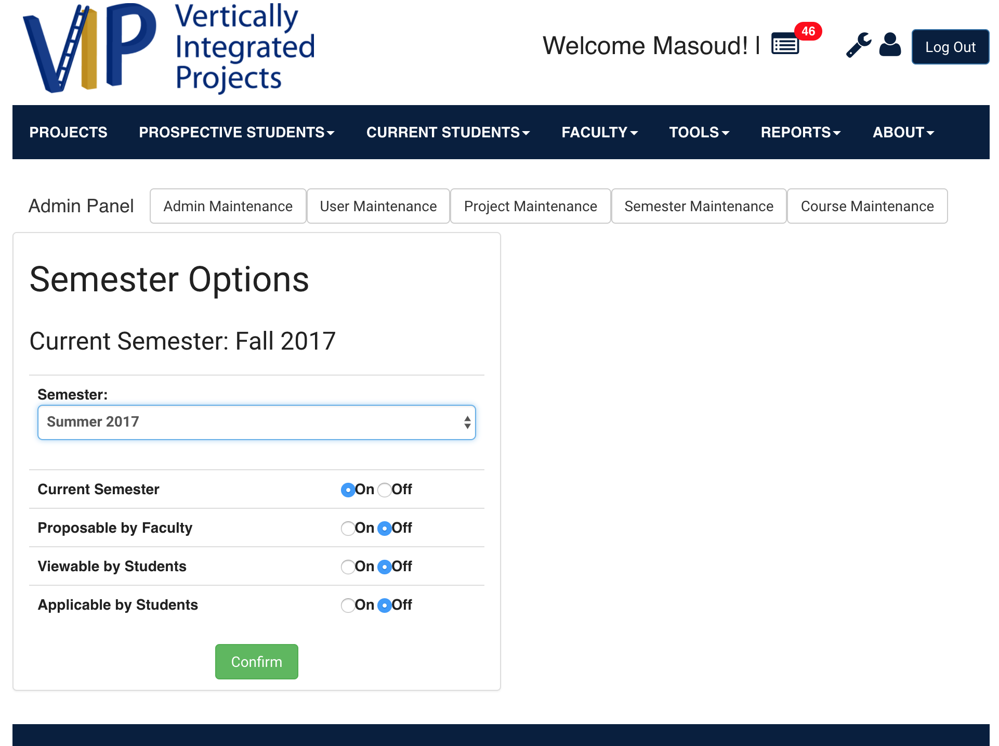 VIP Vertically
Integrated
Projects
Welcome Masoud! | 46 Log Out
PROJECTS PROSPECTIVE STUDENTS CURRENT STUDENTS FACULTY TOOLS REPORTS ABOUT
Admin Panel Admin Maintenance User Maintenance Project Maintenance Semester Maintenance Course Maintenance
Semester Options
Current Semester: Fall 2017
Semester:
Summer 2017
Current Semester On Off
Proposable by Faculty On Off
Viewable by Students On Off
Applicable by Students On Off
Confirm